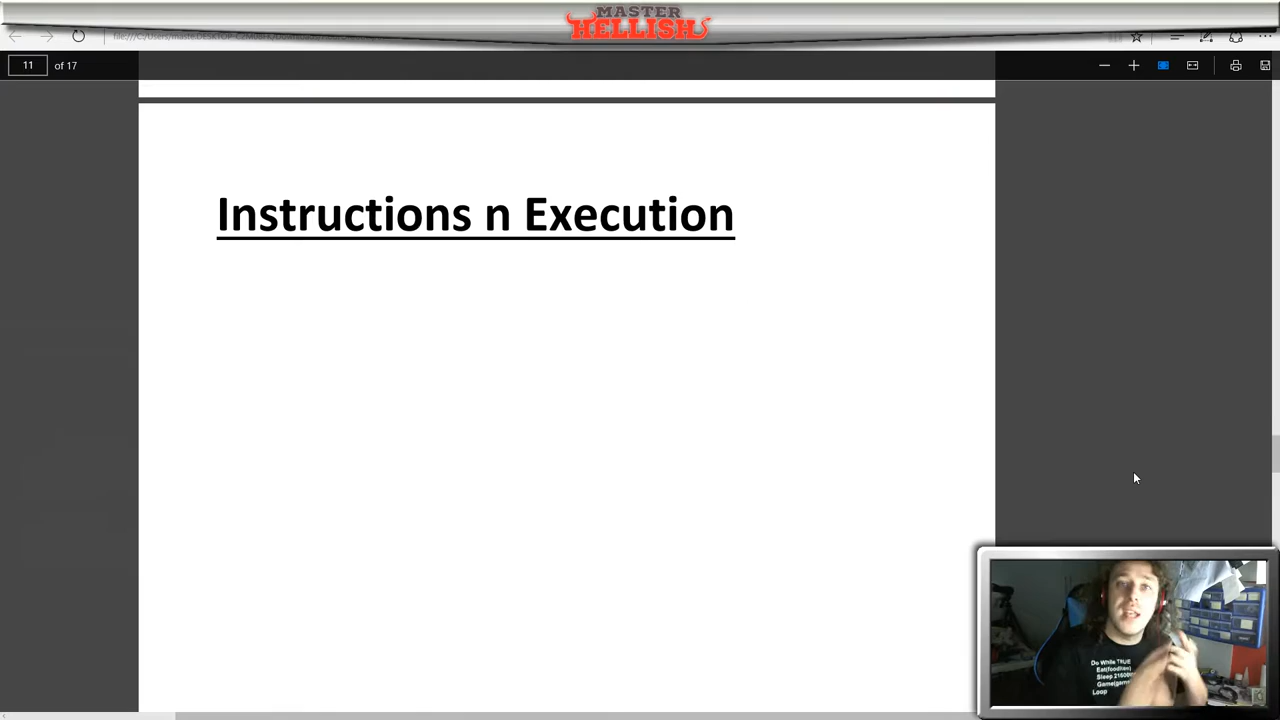 MASTER
HELLISH
11 of 17
Instructions n Execution
Do While TRUE
Loop